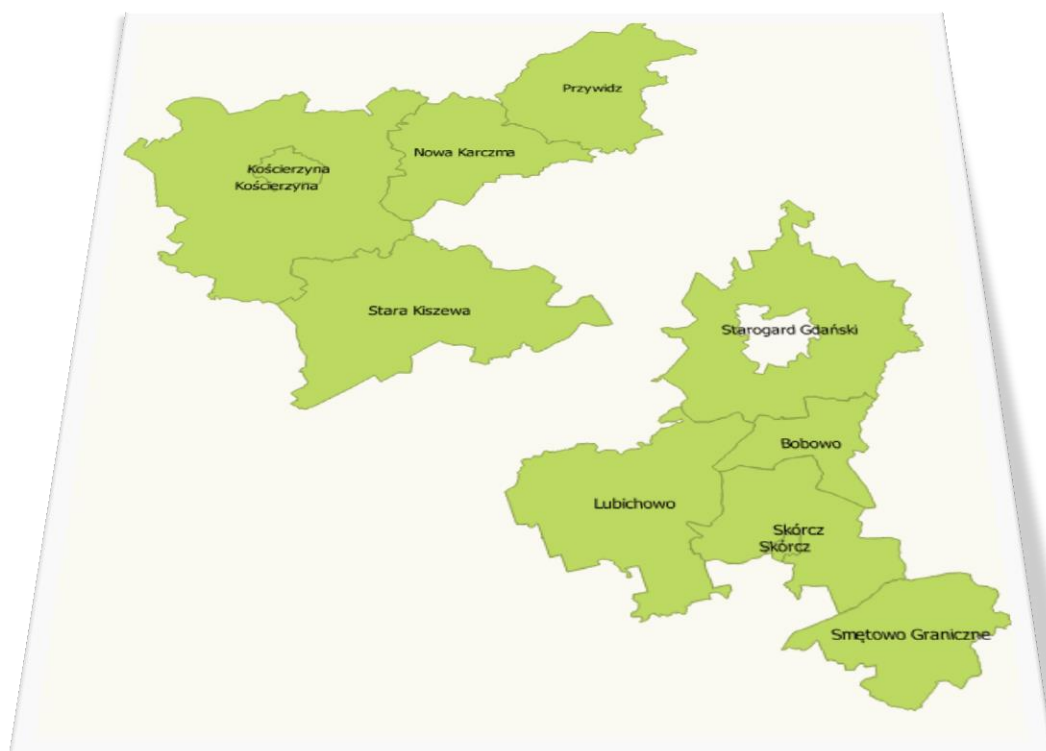 Przywidz
Nowa Karczma
Kościerzyna
Kościerzyna
Stara Kiszewa
Starogard Gdański
Bobowo
Lubichowo
Skórcz
Skórcz
Smętowo Graniczne